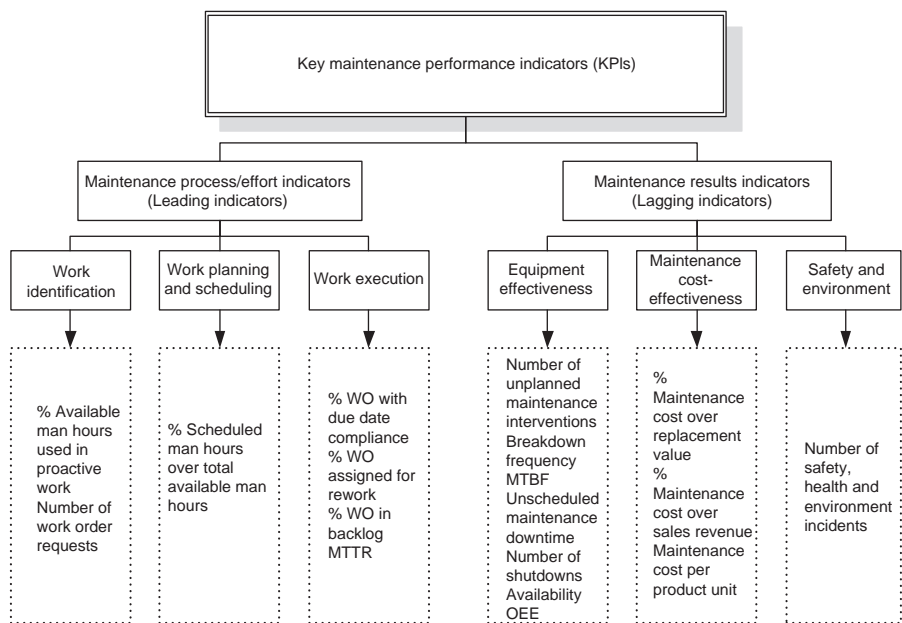 Key maintenance performance indicators (KPIs)
Maintenance process/effort indicators
(Leading indicators)
Maintenance results indicators
(Lagging indicators)
Work
identification
Work planning
and scheduling
Work execution
Equipment
effectiveness
Maintenance
cost-
effectiveness
Safety and
environment
% Available
man hours
used in
proactive
work
Number of
work order
requests
% Scheduled
man hours
over total
available man
hours
% WO with
due date
compliance
% WO
assigned for
rework
% WO in
backlog
MTTR
Number of
unplanned
maintenance
interventions
Breakdown
frequency
MTBF
Unscheduled
maintenance
downtime
Number of
shutdowns
Availability
OEE
%
Maintenance
cost over
replacement
value
%
Maintenance
cost over
sales revenue
Maintenance
cost per
product unit
Number of
safety,
health and
environment
incidents